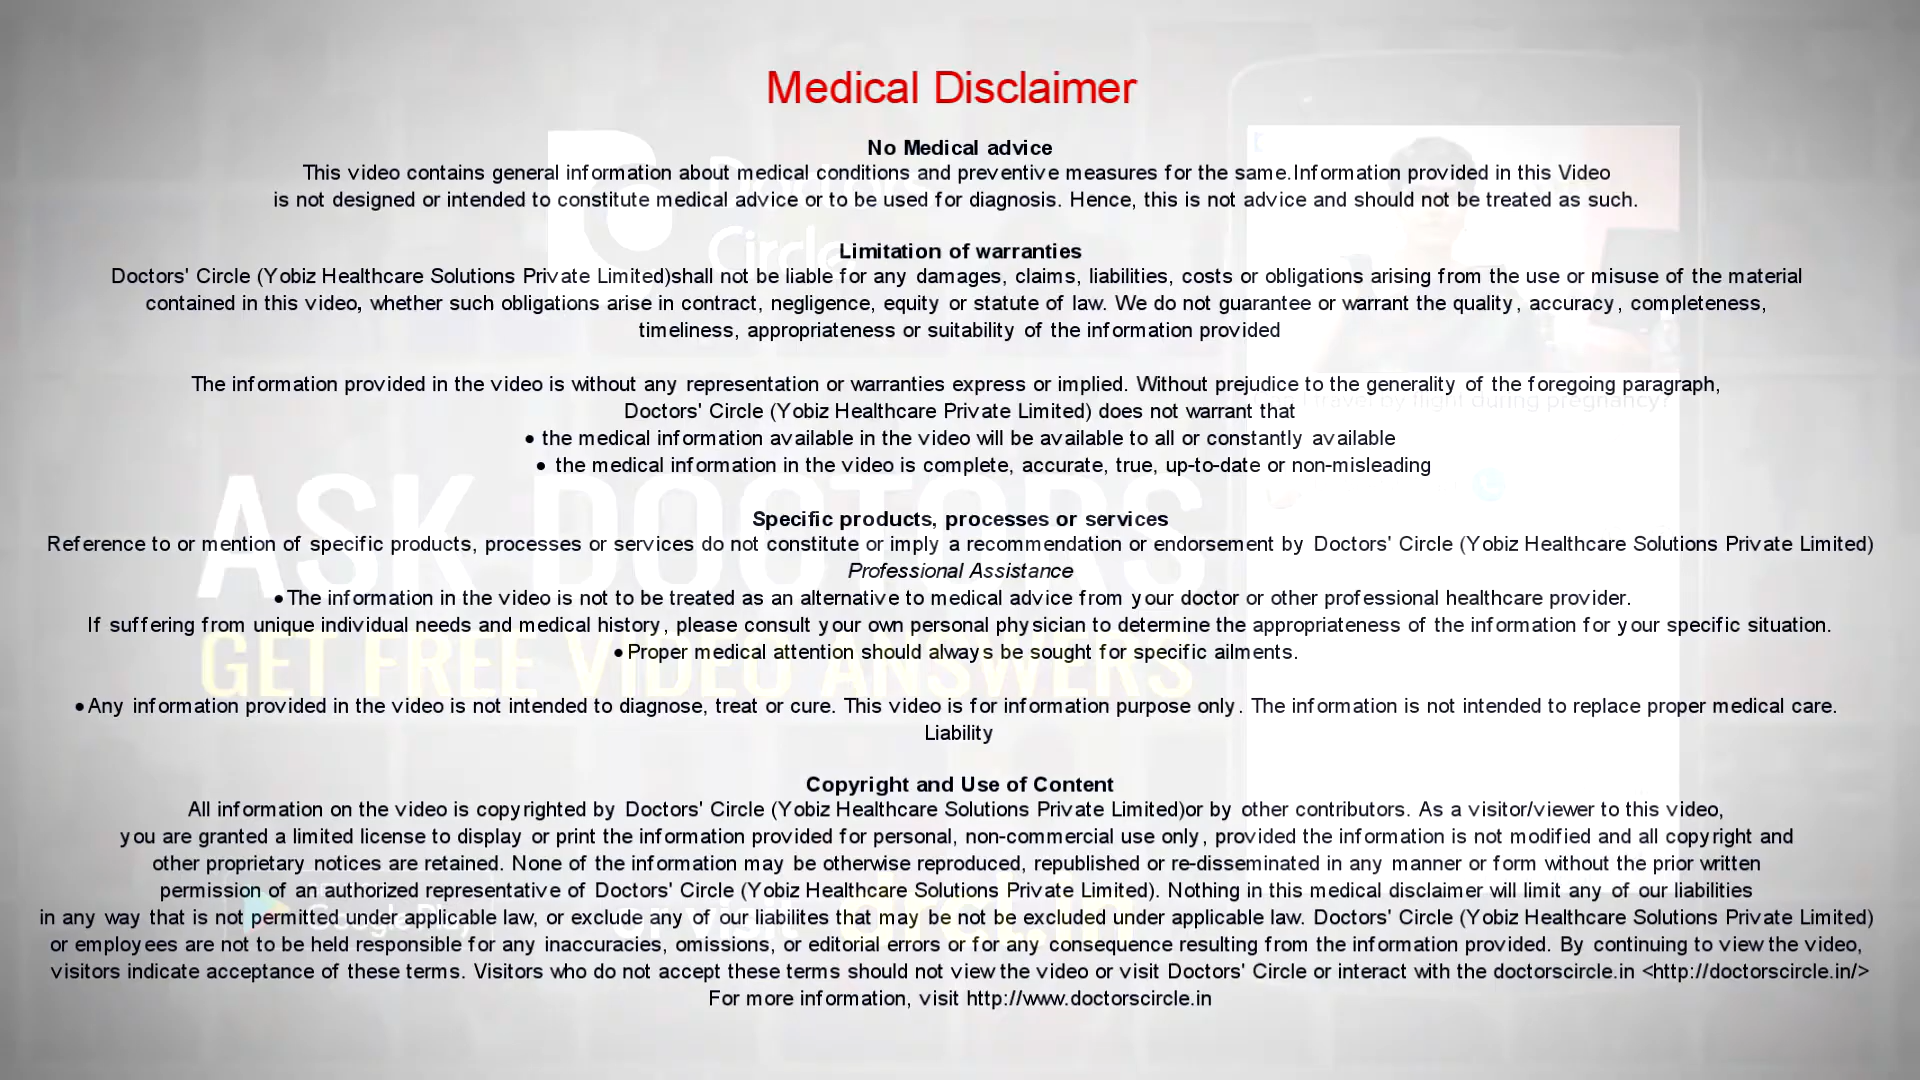 Medical Disclaimer
No Medical advice
This video contains general information about medical conditions and preventive measures for the same.Information provided in this Video
is not designed or intended to constitute medical advice or to be used for diagnosis. Hence, this is not advice and should not be treated as such.
Doctors'
Circle
Limitation of warranties
Doctors' Circle (Yobiz Healthcare Solutions Private Limited)shall not be liable for any damages, claims, liabilities, costs or obligations arising from the use or misuse of the material
contained in this video, whether such obligations arise in contract, negligence, equity or statute of law. We do not guarantee or warrant the quality, accuracy, completeness,
timeliness, appropriateness or suitability of the information provided
The information provided in the video is without any representation or warranties express or implied. Without prejudice to the generality of the foregoing paragraph,
Can I travel by flight during pregnancy?
Doctors' Circle (Yobiz Healthcare Private Limited) does not warrant that
• the medical information available in the video will be available to all or constantly available
• the medical information in the video is complete, accurate, true, up-to-date or non-misleading
ASK DOCTORS
Specific products, processes or services
Reference to or mention of specific products, processes or services do not constitute or imply a recommendation or endorsement by Doctors' Circle (Yobiz Healthcare Solutions Private Limited)
Professional Assistance
•The information in the video is not to be treated as an alternative to medical advice from your doctor or other professional healthcare provider.
If suffering from unique individual needs and medical history, please consult your own personal physician to determine the appropriateness of the information for your specific situation.
GET FREE VIDEO ANSWERS
•Proper medical attention should always be sought for specific ailments.
•Any information provided in the video is not intended to diagnose, treat or cure. This video is for information purpose only. The information is not intended to replace proper medical care.
Liability
Copyright and Use of Content
All information on the video is copyrighted by Doctors' Circle (Yobiz Healthcare Solutions Private Limited)or by other contributors. As a visitor/viewer to this video,
you are granted a limited license to display or print the information provided for personal, non-commercial use only, provided the information is not modified and all copyright and
other proprietary notices are retained. None of the information may be otherwise reproduced, republished or re-disseminated in any manner or form without the prior written
permission of an authorized representative of Doctors' Circle (Yobiz Healthcare Solutions Private Limited). Nothing in this medical disclaimer will limit any of our liabilities
Google Play
or visit drcl.in
in any way that is not permitted under applicable law, or exclude any of our liabilites that may be not be excluded under applicable law. Doctors' Circle (Yobiz Healthcare Solutions Private Limited)
or employees are not to be held responsible for any inaccuracies, omissions, or editorial errors or for any consequence resulting from the information provided. By continuing to view the video,
visitors indicate acceptance of these terms. Visitors who do not accept these terms should not view the video or visit Doctors' Circle or interact with the doctorscircle.in <http://doctorscircle.in/>
For more information, visit http://www.doctorscircle.in